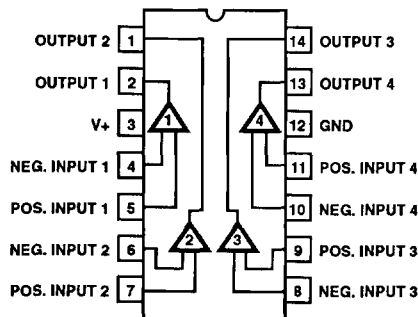 OUTPUT 2 1 14 OUTPUT 3
OUTPUT 1 2 13 OUTPUT 4
V+ 3 1 4 12 GND
NEG. INPUT 1 4 11 POS. INPUT 4
POS. INPUT 1 5 10 NEG. INPUT 4
NEG. INPUT 2 6 2 3 9 POS. INPUT 3
POS. INPUT 2 7 8 NEG. INPUT 3